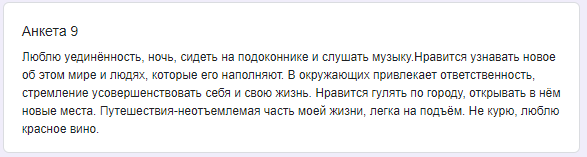 Анкета 9
Люблю уединённость, ночь, сидеть на подоконнике и слушать музыку.Нравится узнавать новое
об этом мире и людях, которые его наполняют. В окружающих привлекает ответственность,
стремление усовершенствовать себя и свою жизнь. Нравится гулять по городу, открывать в нём
новые места. Путешествия-неотъемлемая часть моей жизни, легка на подъём. Не курю, люблю
красное вино.